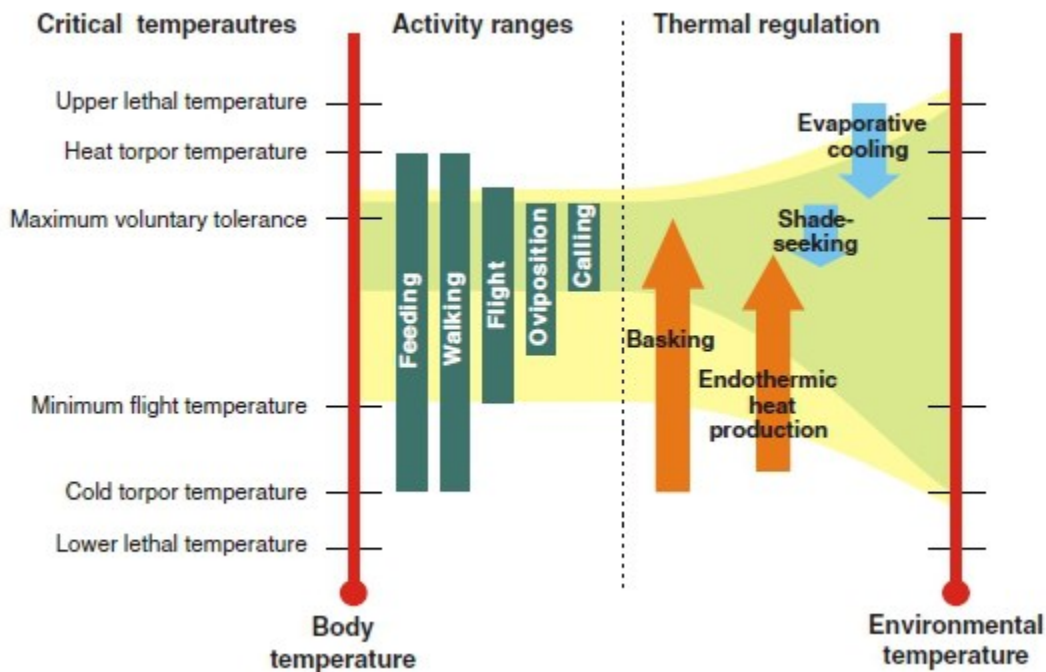 Critical temperautres
Activity ranges
Thermal regulation
Upper lethal temperature
Heat torpor temperature
Maximum voluntary tolerance
Minimum flight temperature
Cold torpor temperature
Lower lethal temperature
Feeding
Walking
Flight
Oviposition
Calling
Basking
Endothermic
heat
production
Shade-
seeking
Evaporative
cooling
Body
temperature
Environmental
temperature